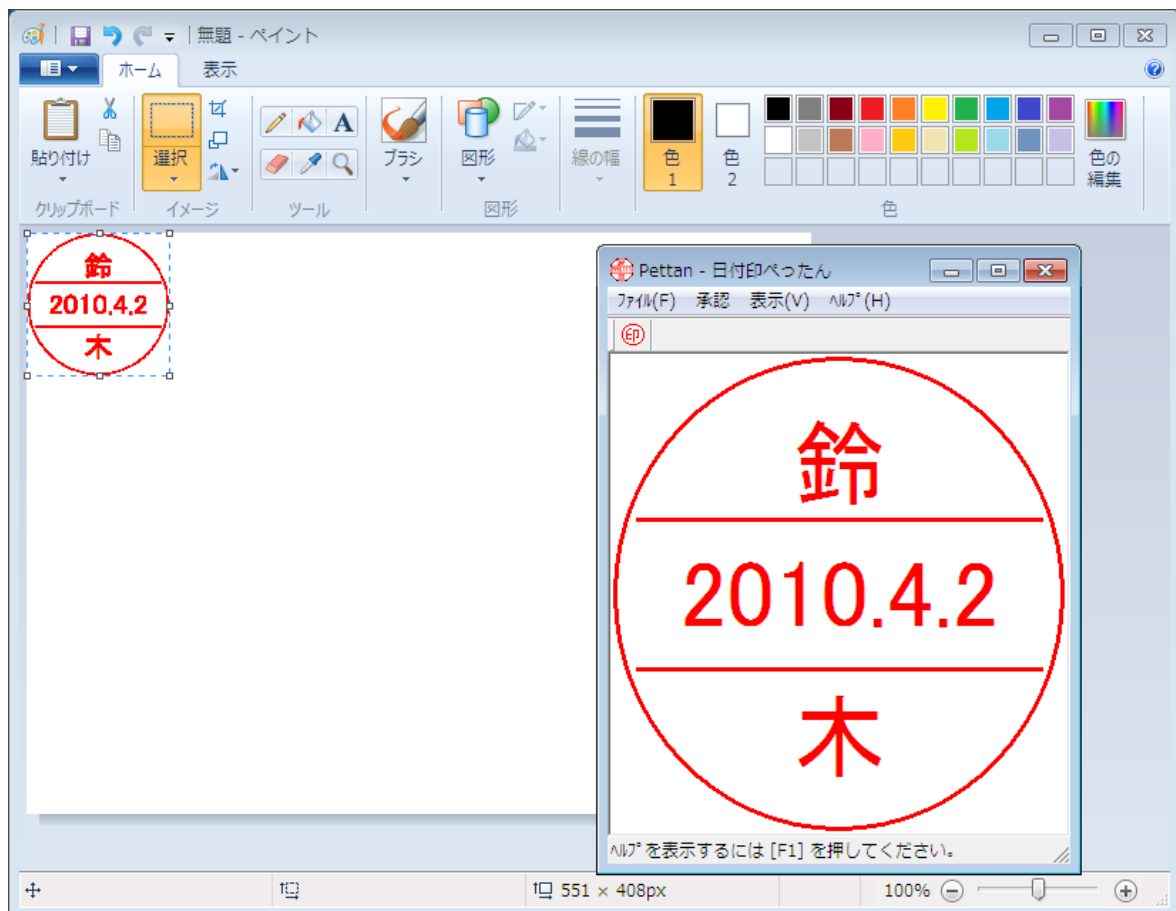 無題 - ペイント
ホーム 表示
貼り付け
クリップボード
選択
イメージ
A
ツール
ブラシ
図形
図形
線の幅
色
1
色
2
色の
編集
色
鈴
2010.4.2
木
Pettan - 日付印ぺったん
ﾌｧｲﾙ(F) 承認 表示(V) ﾍﾙﾌﾟ(H)
印
鈴
2010.4.2
木
ﾍﾙﾌﾟを表示するには [F1] を押してください。
551 × 408px
100%